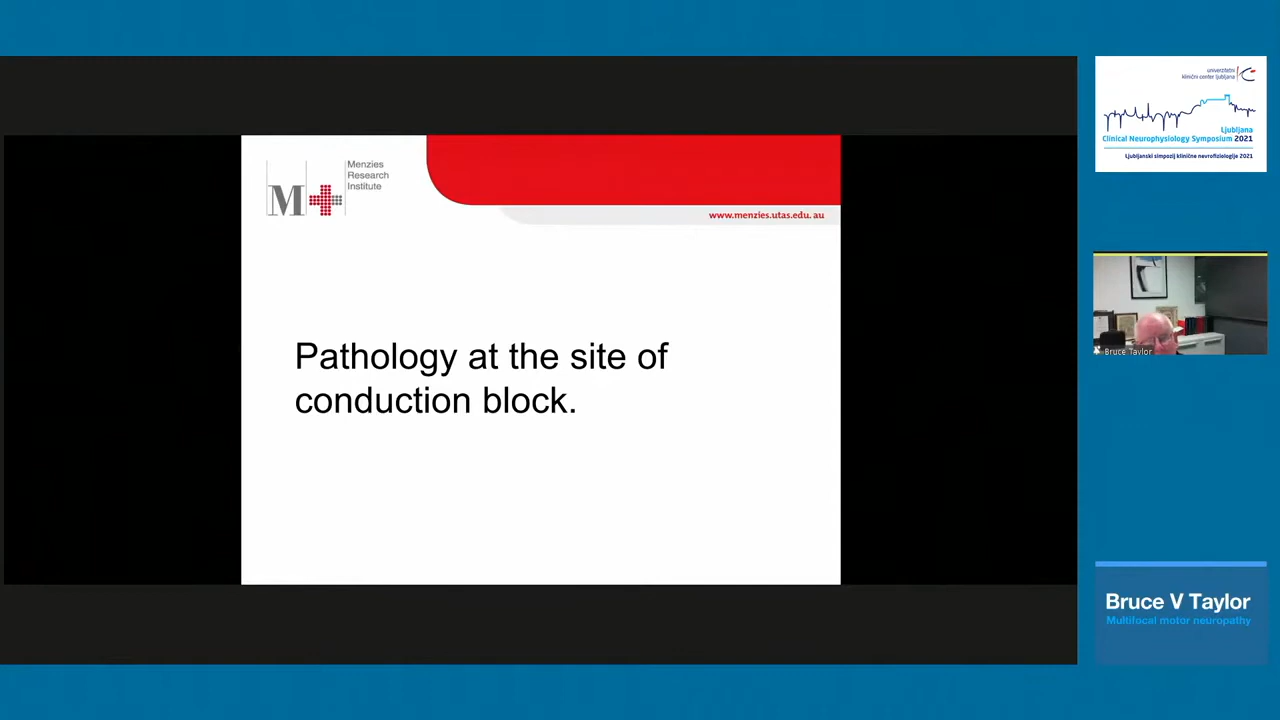 Menzies
Research
Institute
M
www.menzies.utas.edu.au
Pathology at the site of
conduction block.
univerzitetni
klinični center ljubljana
Ljubljana
Clinical Neurophysiology Symposium 2021
Ljubljanski simpozij klinične nevrofiziologije 2021
Bruce Taylor
Bruce V Taylor
Multifocal motor neuropathy